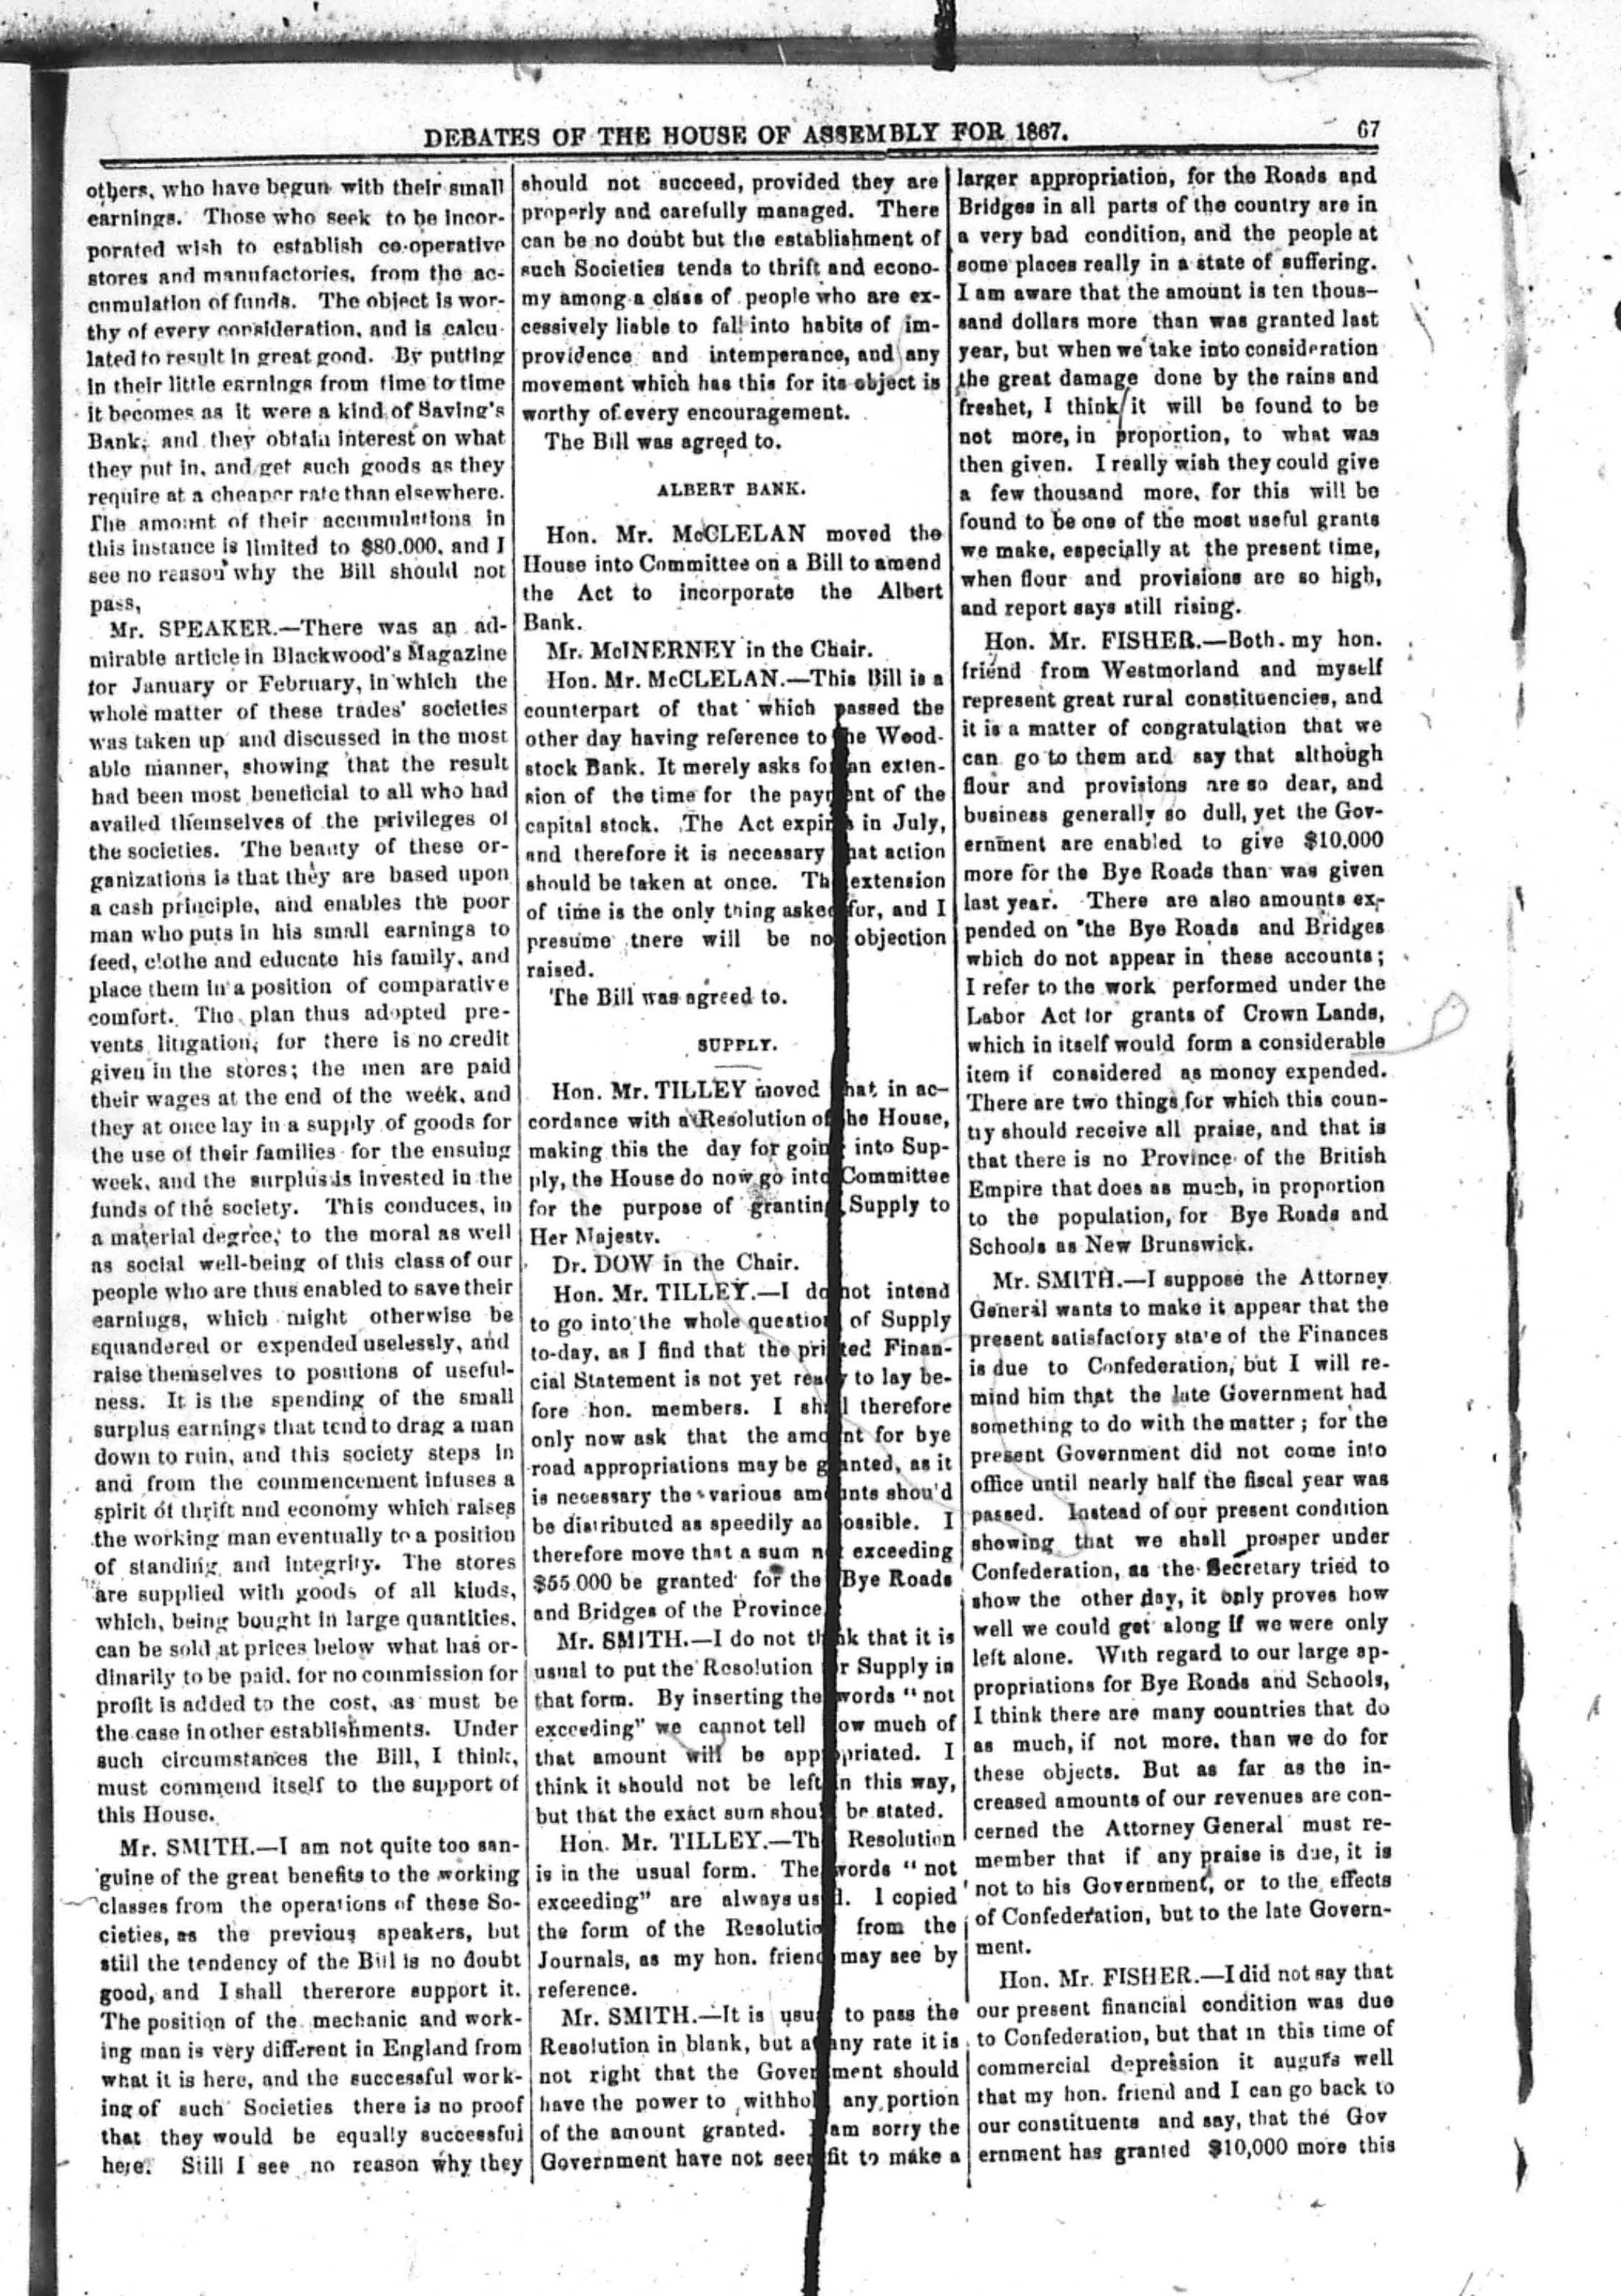 DEBATES OF THE HOUSE OF ASSEMBLY FOR 1867. 67
others, who have begun with their small
earnings. Those who seek to be incor-
porated wish to establish co-operative
stores and manufactories, from the ac-
cumulation of funds. The object is wor-
thy of every consideration, and is calcu-
lated to result in great good. By putting
in their little earnings from time to time
it becomes as it were a kind of Saving's
Bank, and they obtain interest on what
they put in, and get such goods as they
require at a cheaper rate than elsewhere.
The amount of their accumulations in
this instance is limited to $80.000, and I
see no reason why the Bill should not
pass,
Mr. SPEAKER.—There was an ad-
mirable article in Blackwood's Magazine
for January or February, in which the
whole matter of these trades' societies
was taken up and discussed in the most
able manner, showing that the result
had been most beneficial to all who had
availed themselves of the privileges of
the societies. The beauty of these or-
ganizations is that they are based upon
a cash principle, and enables the poor
man who puts in his small earnings to
feed, clothe and educate his family, and
place them in a position of comparative
comfort. The plan thus adopted pre-
vents litigation, for there is no credit
given in the stores; the men are paid
their wages at the end of the week, and
they at once lay in a supply of goods for
the use of their families for the ensuing
week, and the surplus is invested in the
funds of the society. This conduces, in
a material degree, to the moral as well
as social well-being of this class of our
people who are thus enabled to save their
earnings, which might otherwise be
squandered or expended uselessly, and
raise themselves to positions of useful-
ness. It is the spending of the small
surplus earnings that tend to drag a man
down to ruin, and this society steps in
and from the commencement infuses a
spirit of thrift and economy which raises
the working man eventually to a position
of standing and integrity. The stores
are supplied with goods of all kinds,
which, being bought in large quantities,
can be sold at prices below what has or-
dinarily to be paid, for no commission for
profit is added to the cost, as must be
the case in other establishments. Under
such circumstances the Bill, I think,
must commend itself to the support of
this House.
Mr. SMITH.—I am not quite too san-
guine of the great benefits to the working
classes from the operations of these So-
cieties, as the previous speakers, but
still the tendency of the Bill is no doubt
good, and I shall thererore support it.
The position of the mechanic and work-
ing man is very different in England from
what it is here, and the successful work-
ing of such Societies there is no proof
that they would be equally successful
here. Still I see no reason why they
should not succeed, provided they are
properly and carefully managed. There
can be no doubt but the establishment of
such Societies tends to thrift and econo-
my among a class of people who are ex-
cessively liable to fall into habits of im-
providence and intemperance, and any
movement which has this for its object is
worthy of every encouragement.
The Bill was agreed to.
ALBERT BANK.
Hon. Mr. McCLELAN moved the
House into Committee on a Bill to amend
the Act to incorporate the Albert
Bank.
Mr. McINERNEY in the Chair.
Hon. Mr. McCLELAN.—This Bill is a
counterpart of that which passed the
other day having reference to the Wood-
stock Bank. It merely asks for an exten-
sion of the time for the payment of the
capital stock. The Act expires in July,
and therefore it is necessary that action
should be taken at once. The extension
of time is the only thing asked for, and I
presume there will be no objection
raised.
The Bill was agreed to.
SUPPLY.
Hon. Mr. TILLEY moved that, in ac-
cordance with a Resolution of the House,
making this the day for going into Sup-
ply, the House do now go into Committee
for the purpose of granting Supply to
Her Majesty.
Dr. DOW in the Chair.
Hon. Mr. TILLEY.—I do not intend
to go into the whole question of Supply
to-day, as I find that the printed Finan-
cial Statement is not yet ready to lay be-
fore hon. members. I shall therefore
only now ask that the amount for bye
road appropriations may be granted, as it
is necessary the various amounts shou'd
be distributed as speedily as possible. I
therefore move that a sum not exceeding
$55.000 be granted for the Bye Roads
and Bridges of the Province.
Mr. SMITH.—I do not think that it is
usual to put the Resolution for Supply in
that form. By inserting the words "not
exceeding" we cannot tell how much of
that amount will be appropriated. I
think it should not be left in this way,
but that the exact sum should be stated.
Hon. Mr. TILLEY.—The Resolution
is in the usual form. The words "not
exceeding" are always used. I copied
the form of the Resolution from the
Journals, as my hon. friend may see by
reference.
Mr. SMITH.—It is usual to pass the
Resolution in blank, but at any rate it is
not right that the Government should
have the power to withhold any portion
of the amount granted. I am sorry the
Government have not seen fit to make a
larger appropriation, for the Roads and
Bridges in all parts of the country are in
a very bad condition, and the people at
some places really in a state of suffering.
I am aware that the amount is ten thous-
sand dollars more than was granted last
year, but when we take into consideration
the great damage done by the rains and
freshet, I think it will be found to be
not more, in proportion, to what was
then given. I really wish they could give
a few thousand more, for this will be
found to be one of the most useful grants
we make, especially at the present time,
when flour and provisions are so high,
and report says still rising.
Hon. Mr. FISHER.—Both my hon.
friend from Westmorland and myself
represent great rural constituencies, and
it is a matter of congratulation that we
can go to them and say that although
flour and provisions are so dear, and
business generally so dull, yet the Gov-
ernment are enabled to give $10,000
more for the Bye Roads than was given
last year. There are also amounts ex-
pended on the Bye Roads and Bridges
which do not appear in these accounts;
I refer to the work performed under the
Labor Act for grants of Crown Lands,
which in itself would form a considerable
item if considered as money expended.
There are two things for which this coun-
try should receive all praise, and that is
that there is no Province of the British
Empire that does as much, in proportion
to the population, for Bye Roads and
Schools as New Brunswick.
Mr. SMITH.—I suppose the Attorney
General wants to make it appear that the
present satisfactory sta'e of the Finances
is due to Confederation, but I will re-
mind him that the late Government had
something to do with the matter; for the
present Government did not come into
office until nearly half the fiscal year was
passed. Instead of our present condition
showing that we shall prosper under
Confederation, as the Secretary tried to
show the other day, it only proves how
well we could get along if we were only
left alone. With regard to our large ap-
propriations for Bye Roads and Schools,
I think there are many countries that do
as much, if not more, than we do for
these objects. But as far as the in-
creased amounts of our revenues are con-
cerned the Attorney General must re-
member that if any praise is due, it is
not to his Government, or to the effects
of Confederation, but to the late Govern-
ment.
Hon. Mr. FISHER.—I did not say that
our present financial condition was due
to Confederation, but that in this time of
commercial depression it augurs well
that my hon. friend and I can go back to
our constituents and say, that the Gov
ernment has granted $10,000 more this